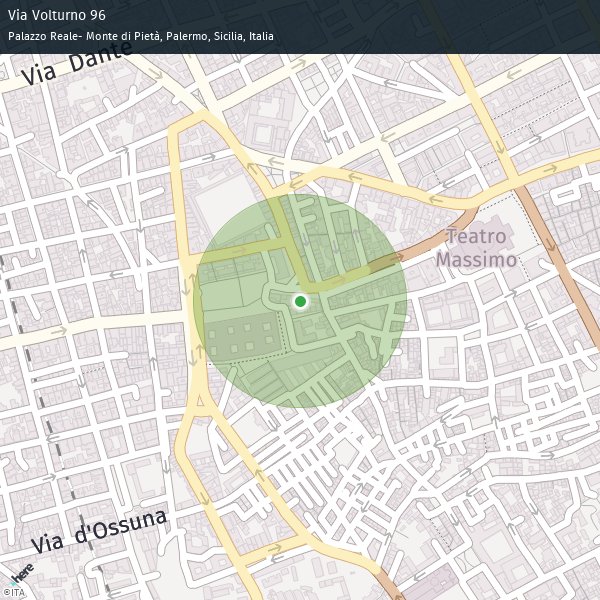 Via Volturno 96
Palazzo Reale- Monte di Pietà, Palermo, Sicilia, Italia
Via Dante
Teatro
Massimo
Via d'Ossuna
here
©ITA